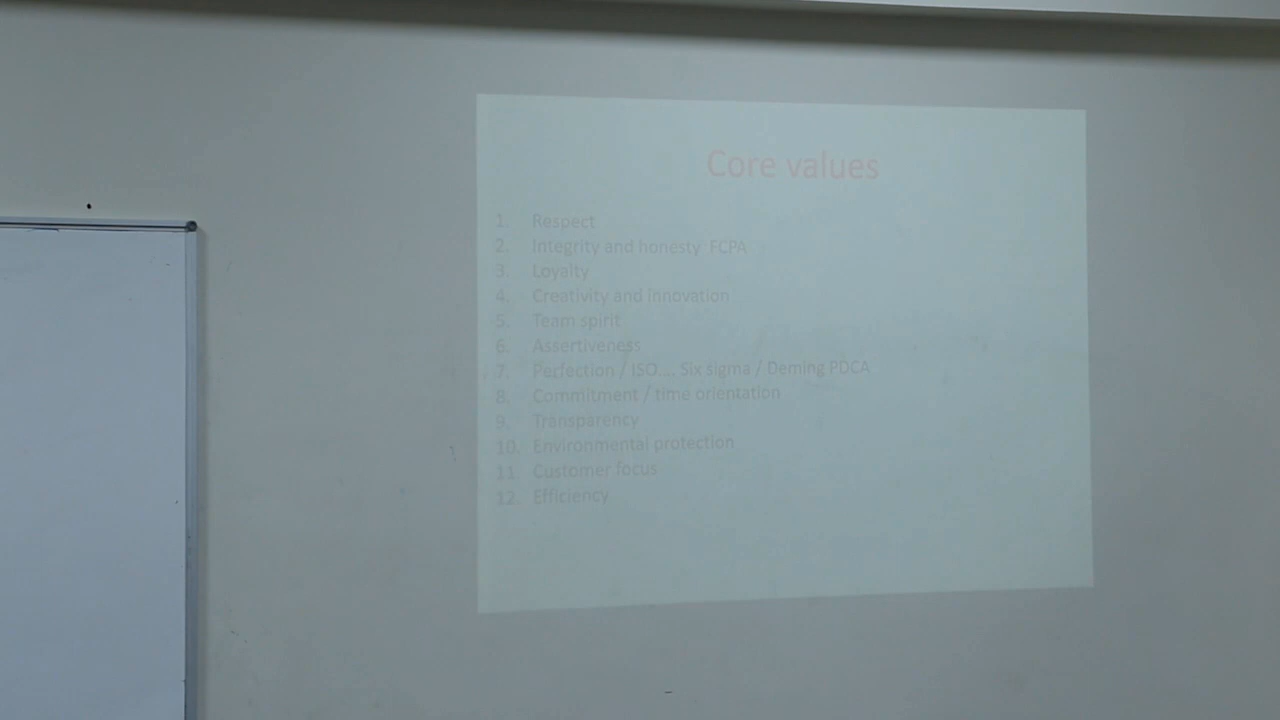 Core values
1. Respect
2. Integrity and honesty FCPA
3. Loyalty
4. Creativity and innovation
5. Team spirit
6. Assertiveness
7. Perfection / ISO... Six sigma / Deming PDCA
8. Commitment / time orientation
9. Transparency
10. Environmental protection
11. Customer focus
12. Efficiency